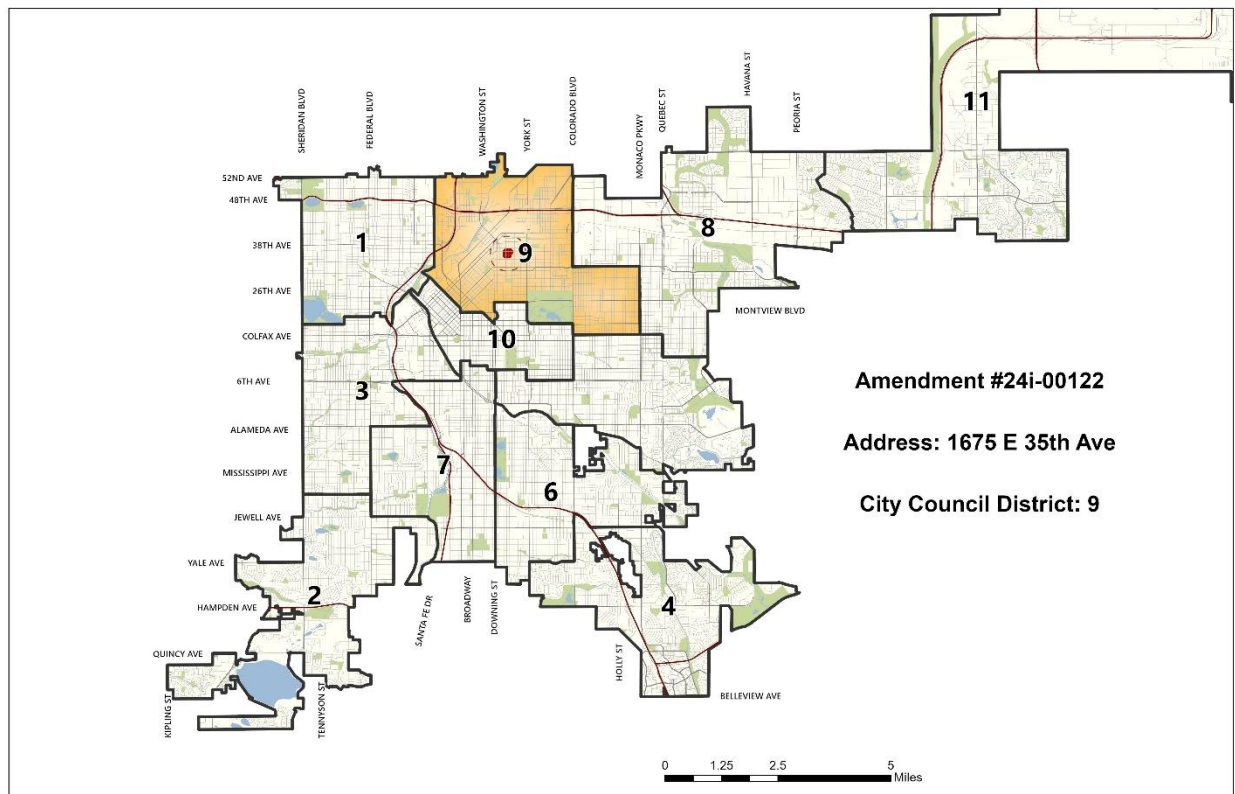 SHERIDAN BLVD
FEDERAL BLVD
WASHINGTON ST
YORK ST
COLORADO BLVD
MONACO PKWY
QUEBEC ST
HAVANA ST
PEORIA ST
11
52ND AVE
48TH AVE
38TH AVE
26TH AVE
COLFAX AVE
6TH AVE
ALAMEDA AVE
MISSISSIPPI AVE
JEWELL AVE
YALE AVE
HAMPDEN AVE
QUINCY AVE
1
9
8
MONTVIEW BLVD
10
3
7
6
2
4
Amendment #24i-00122
Address: 1675 E 35th Ave
City Council District: 9
SANTA FE DR
BROADWAY
DOWNING ST
HOLLY ST
BELLEVIEW AVE
KIPLING ST
TENNYSON ST
0 1.25 2.5 5
Miles